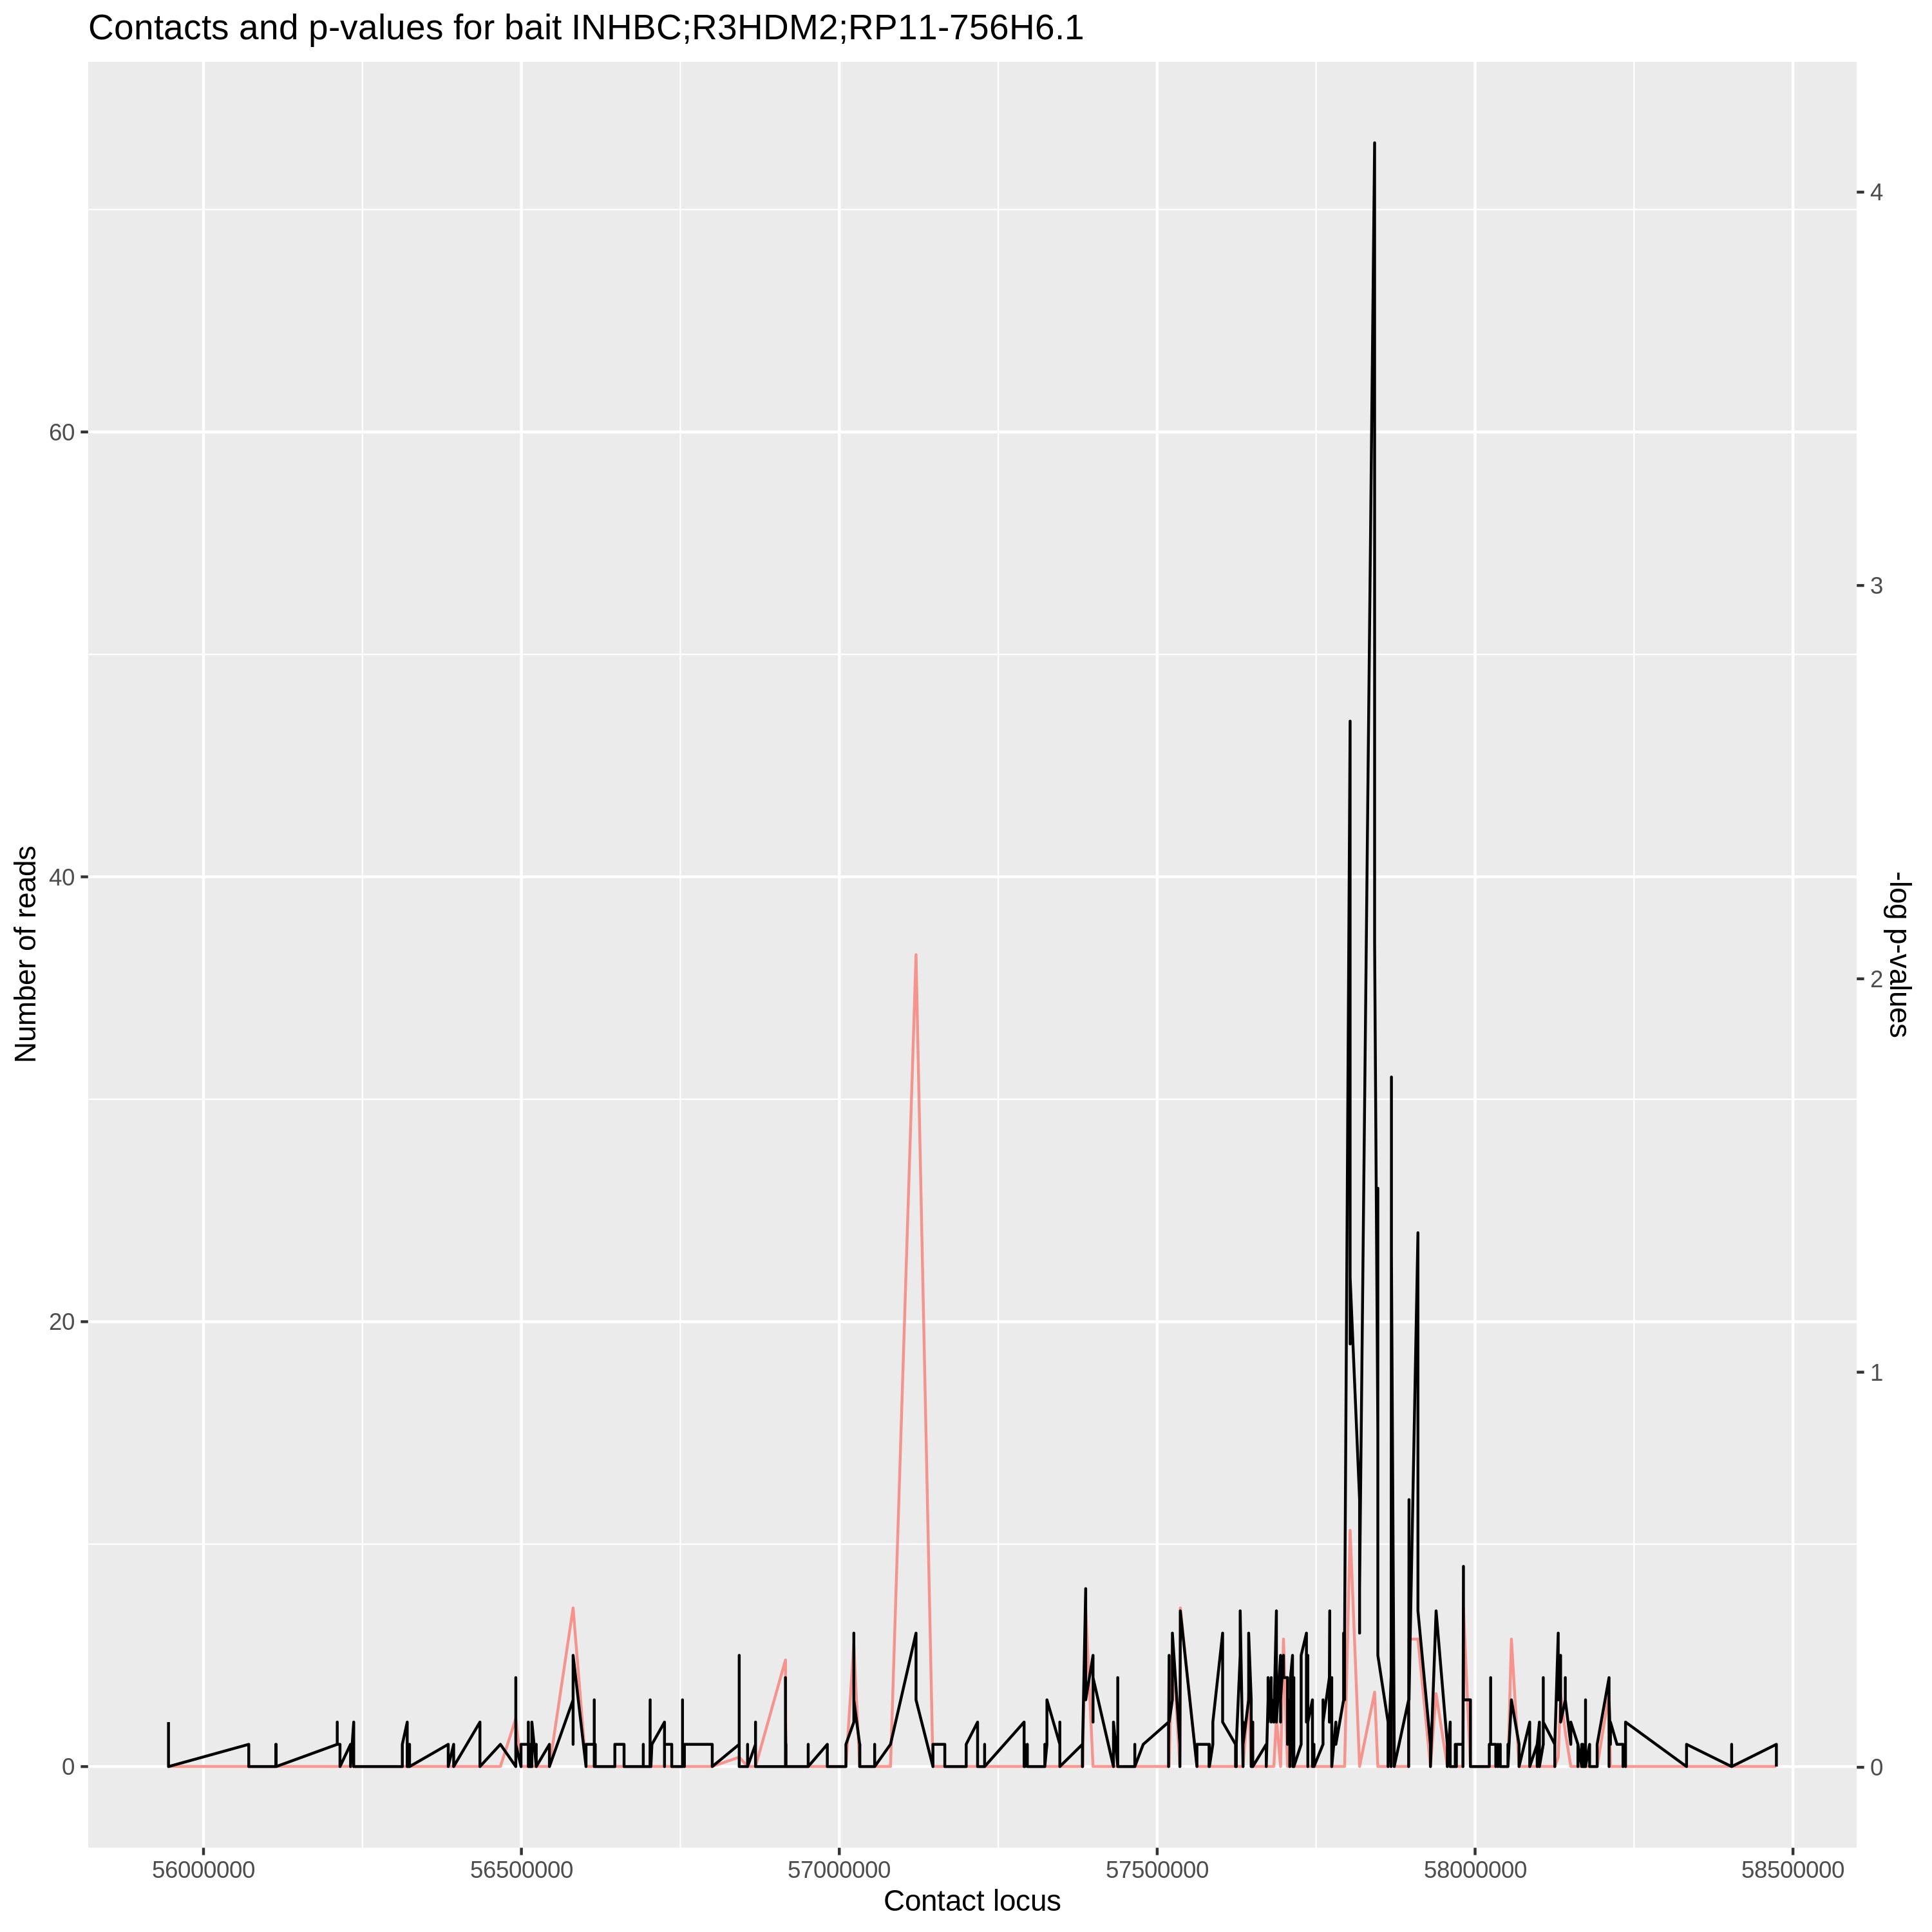 Contacts and p-values for bait INHBC;R3HDM2;RP11-756H6.1
Number of reads
60
40
20
0
4
3
2
1
0
-log p-values
56000000 56500000 57000000 57500000 58000000 58500000
Contact locus